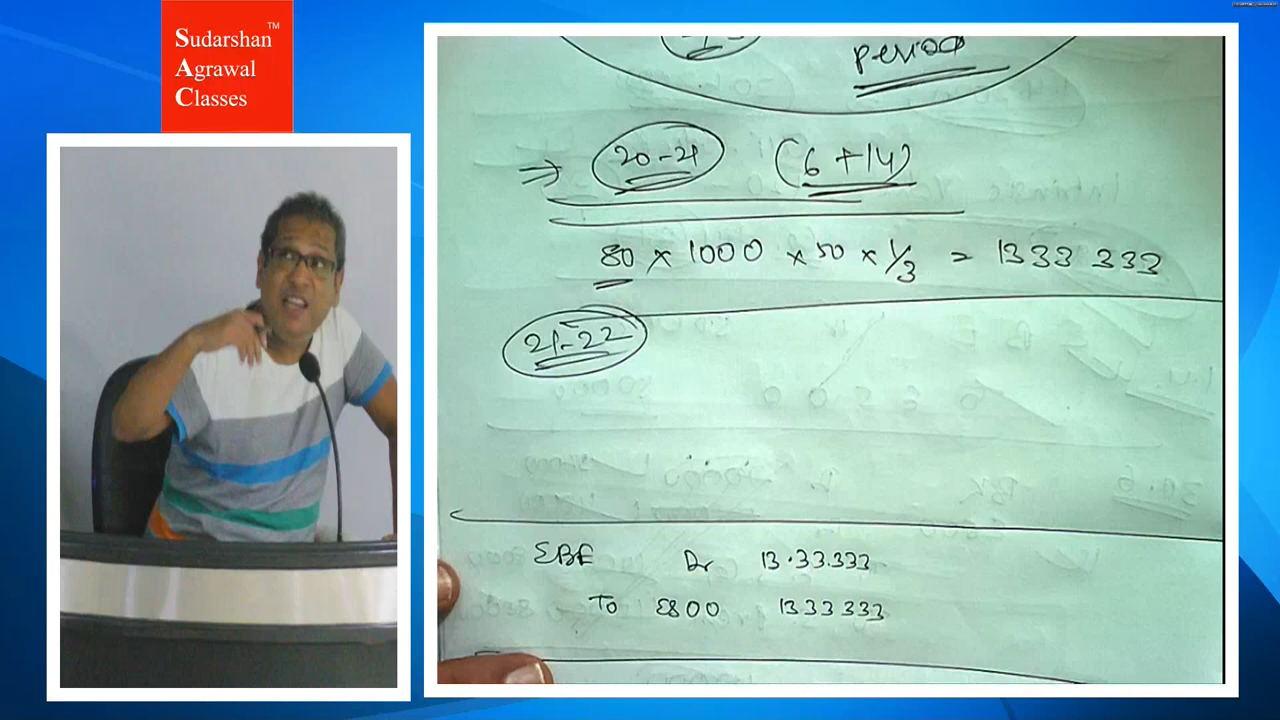 Sudarshan™
Agrawal
Classes
period
⇒ 20-21 (6+14)
80 × 1000 × 50 × 1/3 = 1333 333
21-22
EBE Dr 13.33.333
To ESOO 1333333